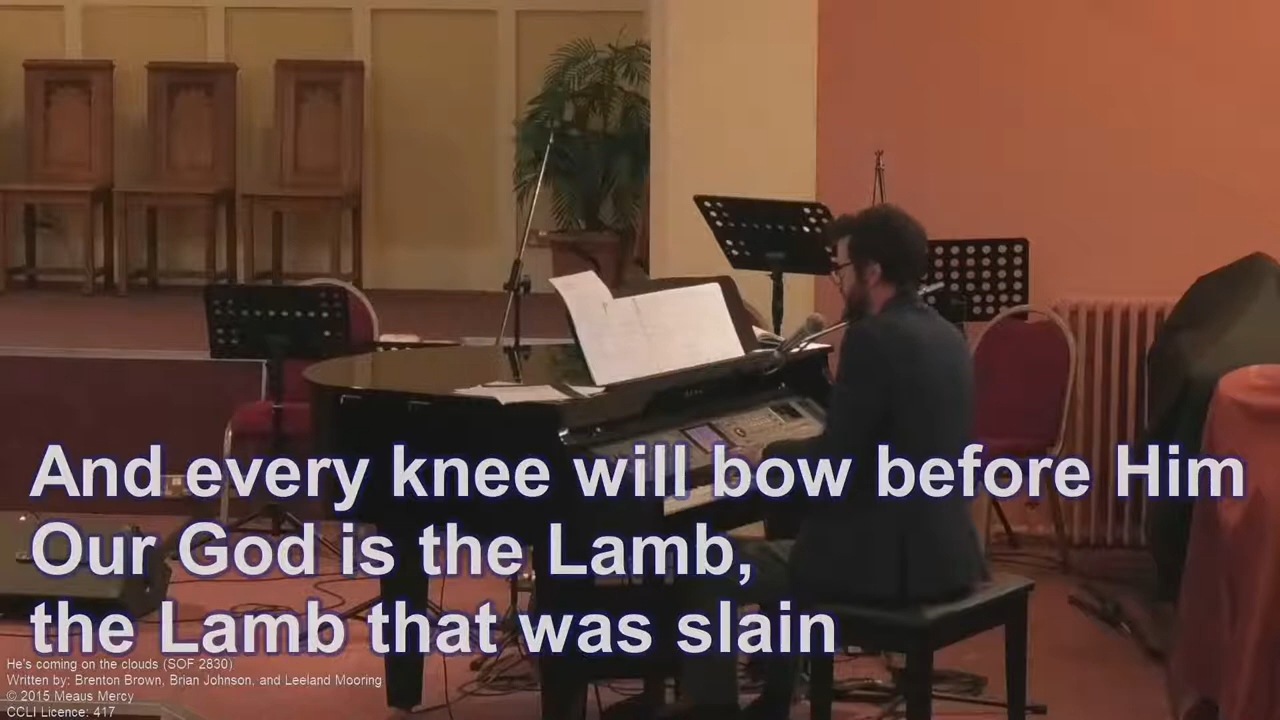 And every knee will bow before Him
Our God is the Lamb,
the Lamb that was slain
He's coming on the clouds (SOF 2830)
Written by: Brenton Brown, Brian Johnson, and Leeland Mooring
© 2015 Meaus Mercy
CCLI Licence: 417